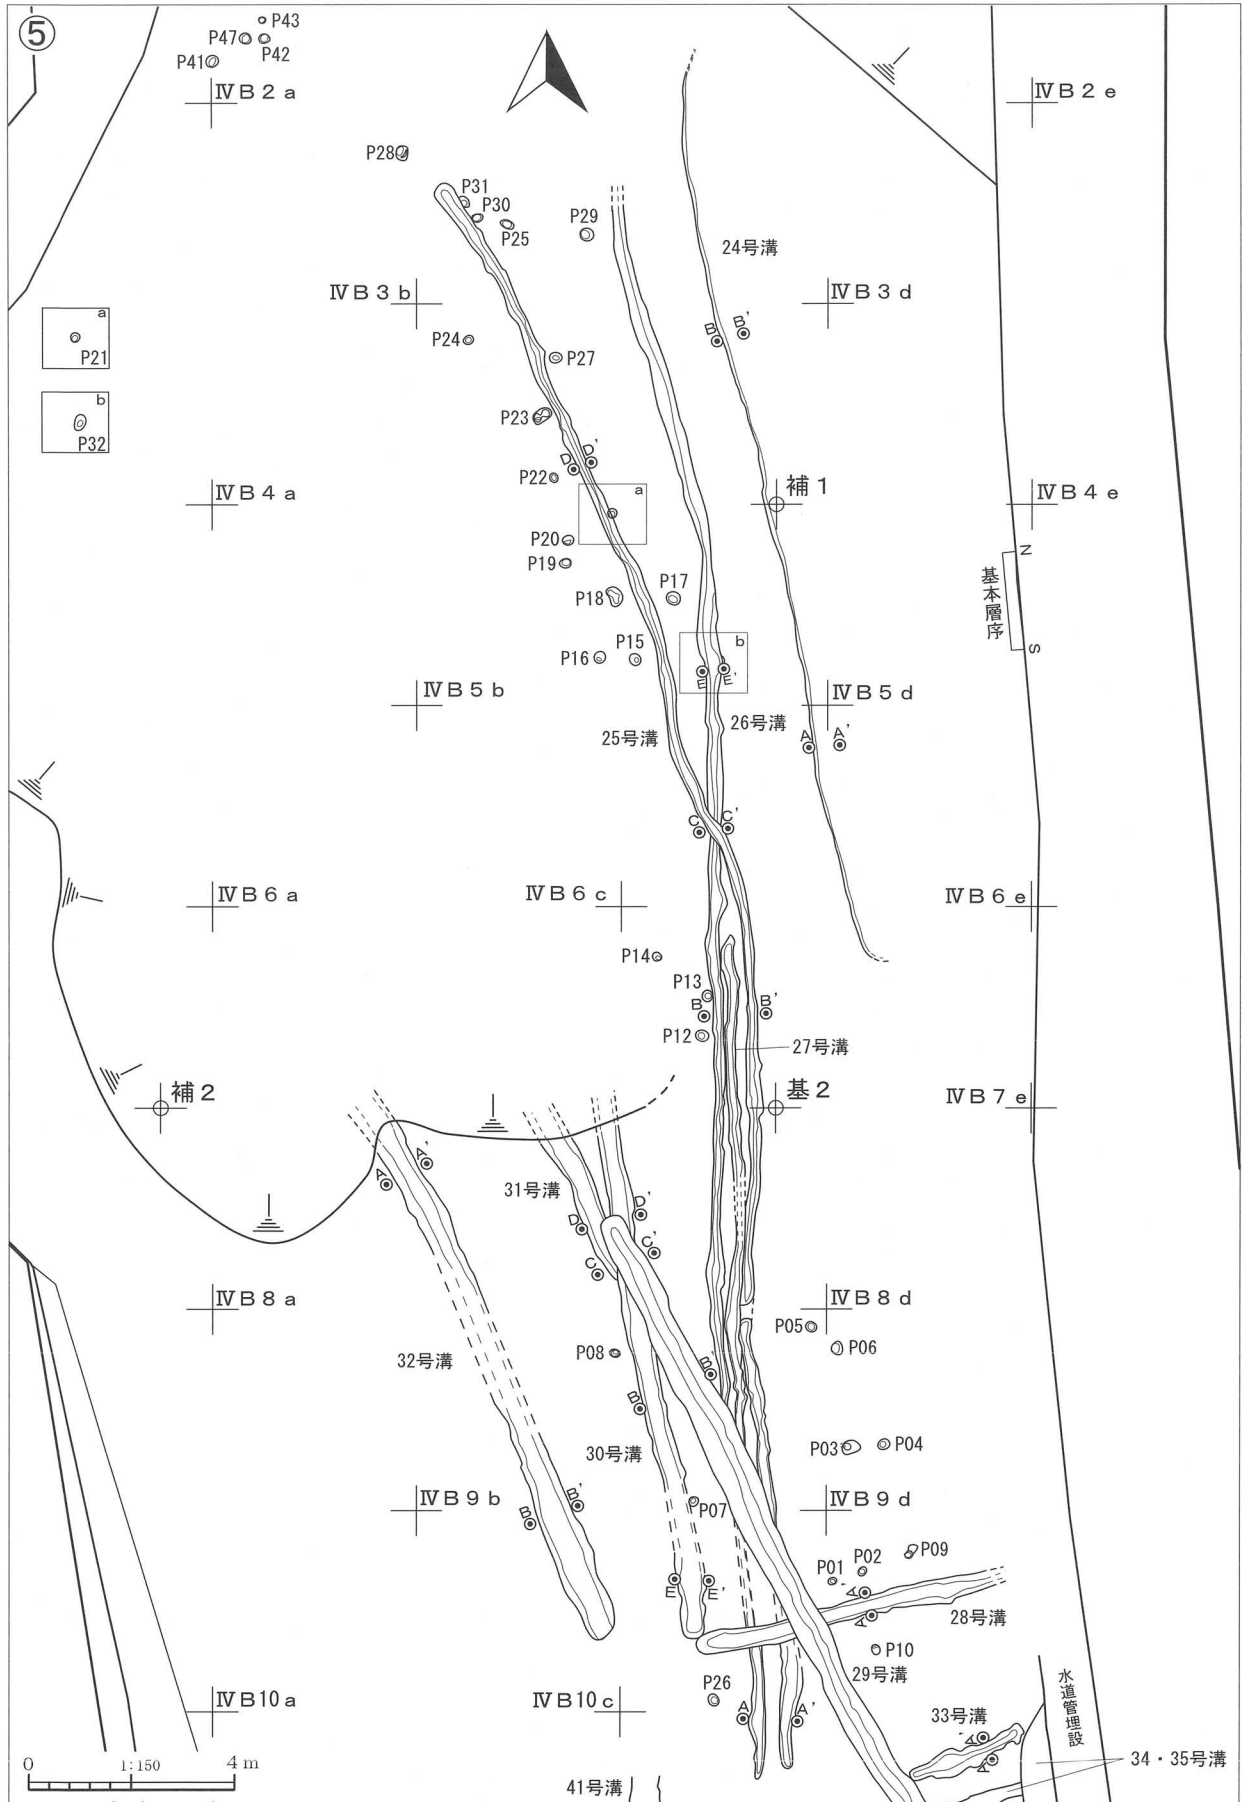 ⑤
P43
P47
P42
P41
ⅣB2a
ⅣB2e
P28
P31
P30
P25
P29
24号溝
ⅣB3b
ⅣB3d
a
P21
B
B'
P24
P27
b
P32
P23
D
D'
P22
a
ⅣB4a
補1
ⅣB4e
P20
P19
N
基本層序
S
P18
P17
P16
P15
b
E
E'
ⅣB5b
ⅣB5d
26号溝
25号溝
A
A'
C
C'
ⅣB6a
ⅣB6c
ⅣB6e
P14
P13
B
B'
P12
27号溝
補2
基2
ⅣB7e
A
A'
31号溝
D
D'
C
C'
ⅣB8a
ⅣB8d
P05
P06
32号溝
P08
B
B'
30号溝
P03
P04
ⅣB9b
B
B'
P07
ⅣB9d
P09
P01
P02
E
E'
A'
A
28号溝
P10
29号溝
P26
ⅣB10a
ⅣB10c
A
A'
33号溝
A'
A
水道管埋設
34・35号溝
0
1:150
4m
41号溝